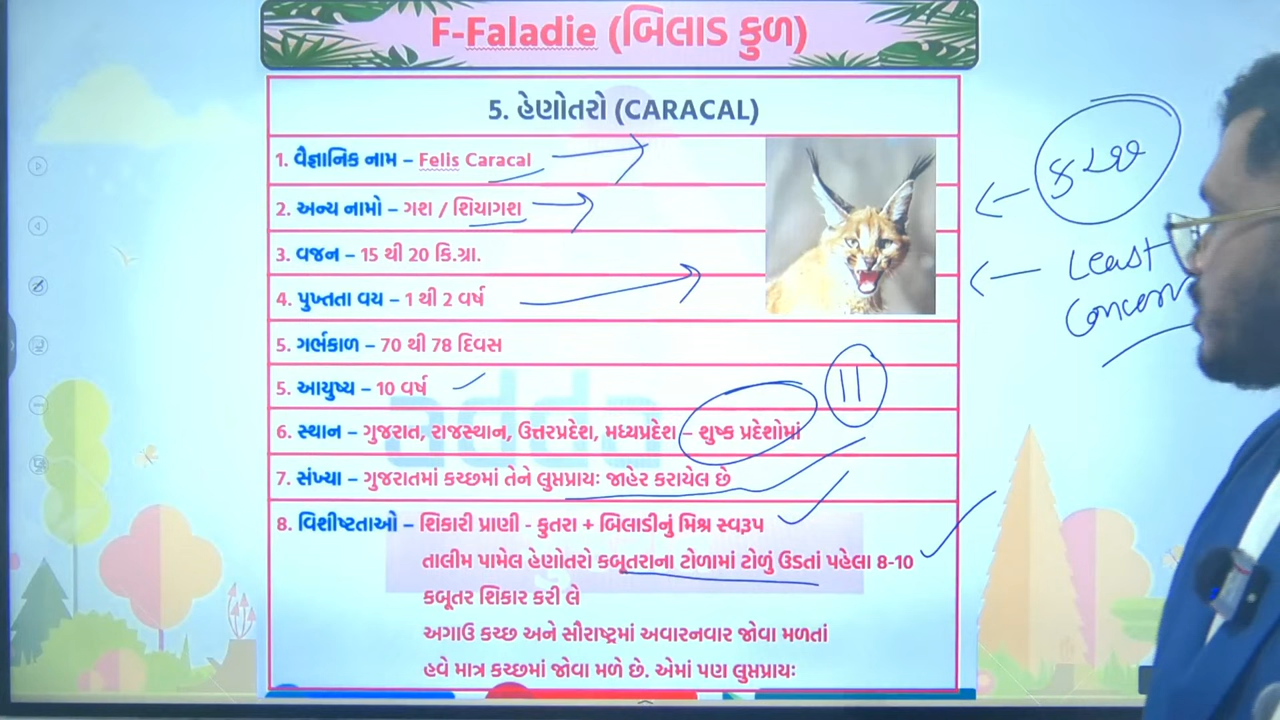 F-Faladie (બિલાડ કુળ)
5. હેણોતરો (CARACAL)
1. વૈજ્ઞાનિક નામ – Felis Caracal
2. અન્ય નામો – ગશ / શિયાગશ
3. વજન – 15 થી 20 કિ.ગ્રા.
4. પુખ્તતા વય – 1 થી 2 વર્ષ
5. ગર્ભકાળ – 70 થી 78 દિવસ
5. આયુષ્ય – 10 વર્ષ
6. સ્થાન – ગુજરાત, રાજસ્થાન, ઉત્તરપ્રદેશ, મધ્યપ્રદેશ – શુષ્ક પ્રદેશોમાં
7. સંખ્યા – ગુજરાતમાં કચ્છમાં તેને લુપ્તપ્રાયઃ જાહેર કરાયેલ છે
8. વિશીષ્ટતાઓ – શિકારી પ્રાણી - કુતરા + બિલાડીનું મિશ્ર સ્વરૂપ
તાલીમ પામેલ હેણોતરો કબૂતરાના ટોળામાં ટોળું ઉડતાં પહેલા 8-10
કબૂતર શિકાર કરી લે
અગાઉ કચ્છ અને સૌરાષ્ટ્રમાં અવારનવાર જોવા મળતાં
હવે માત્ર કચ્છમાં જોવા મળે છે. એમાં પણ લુપ્તપ્રાયઃ
adda
કચ્છ
Least
Concern
11